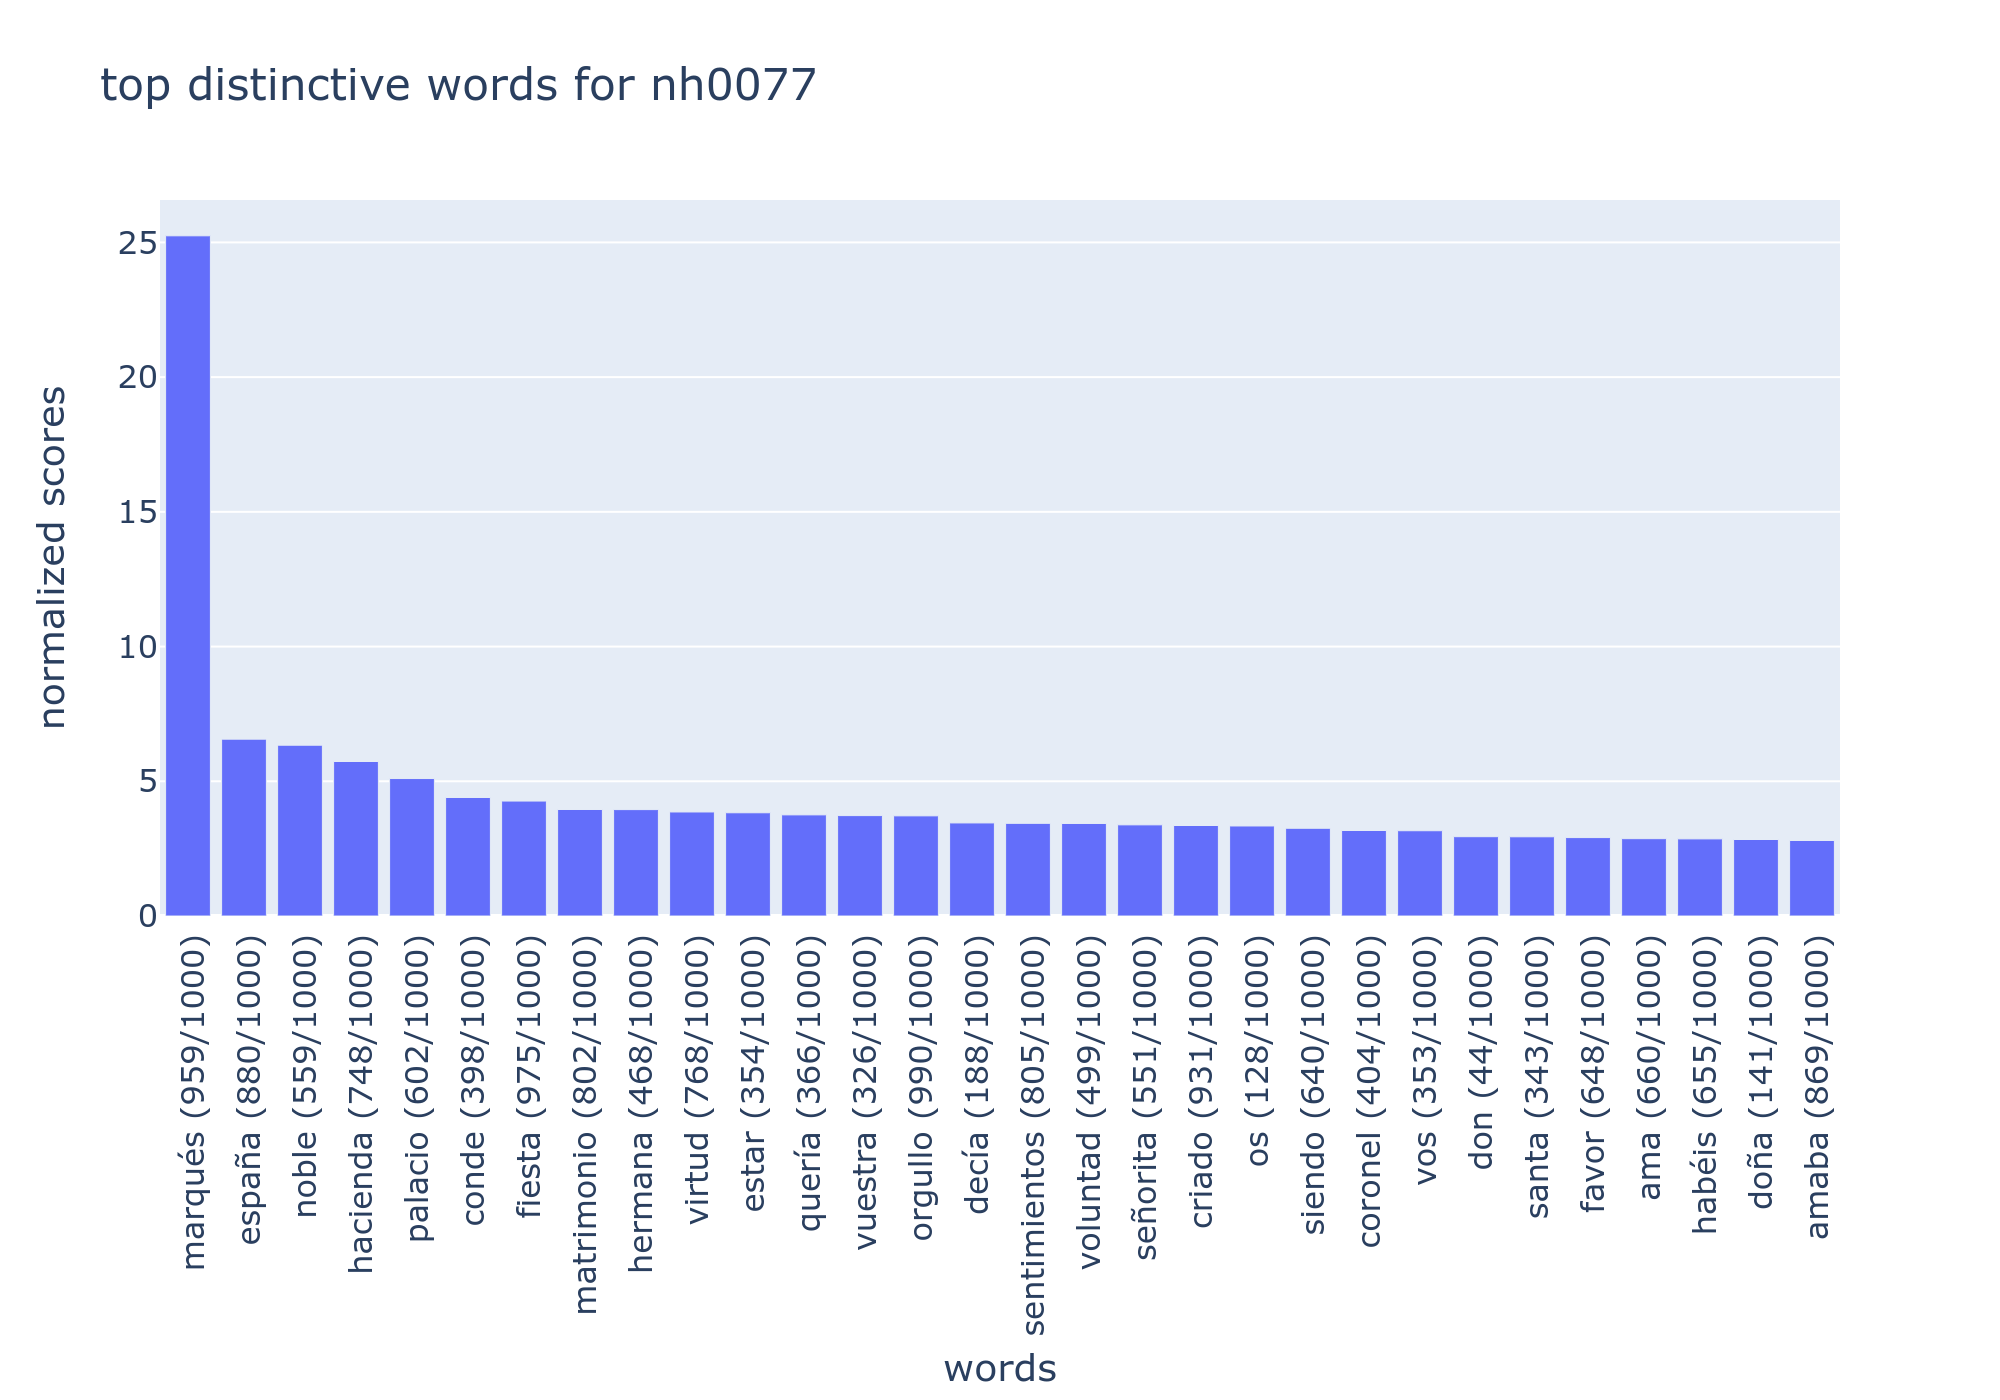 top distinctive words for nh0077
normalized scores
25
20
15
10
5
0
marqués (959/1000)
españa (880/1000)
noble (559/1000)
hacienda (748/1000)
palacio (602/1000)
conde (398/1000)
fiesta (975/1000)
matrimonio (802/1000)
hermana (468/1000)
virtud (768/1000)
estar (354/1000)
quería (366/1000)
vuestra (326/1000)
orgullo (990/1000)
decía (188/1000)
sentimientos (805/1000)
voluntad (499/1000)
señorita (551/1000)
criado (931/1000)
os (128/1000)
siendo (640/1000)
coronel (404/1000)
vos (353/1000)
don (44/1000)
santa (343/1000)
favor (648/1000)
ama (660/1000)
habéis (655/1000)
doña (141/1000)
amaba (869/1000)
words